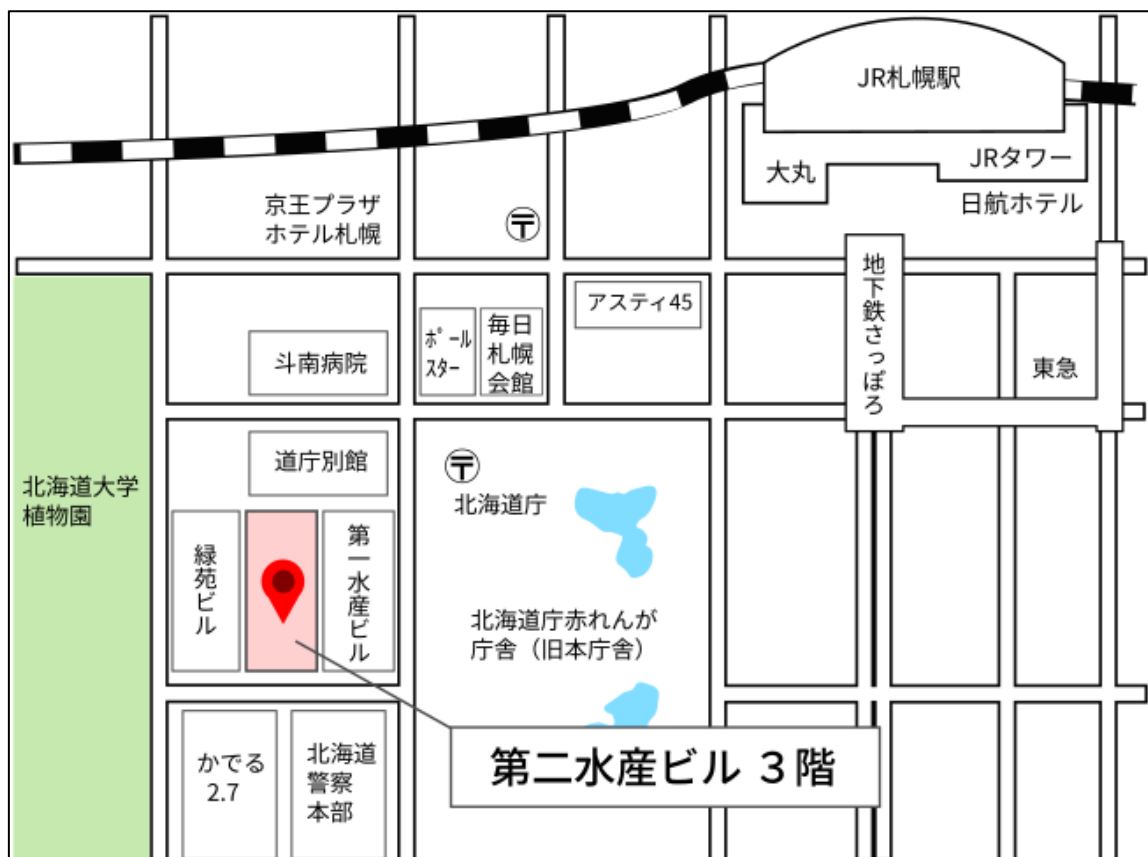 JR札幌駅
大丸
JRタワー
日航ホテル
京王プラザ
ホテル札幌
〒
地下鉄さっぽろ
アスティ45
ポール
スター
毎日
札幌
会館
斗南病院
東急
道庁別館
〒
北海道庁
北海道大学
植物園
緑苑ビル
第一水産ビル
北海道庁赤れんが
庁舎（旧本庁舎）
第二水産ビル ３階
かでる
2.7
北海道
警察
本部